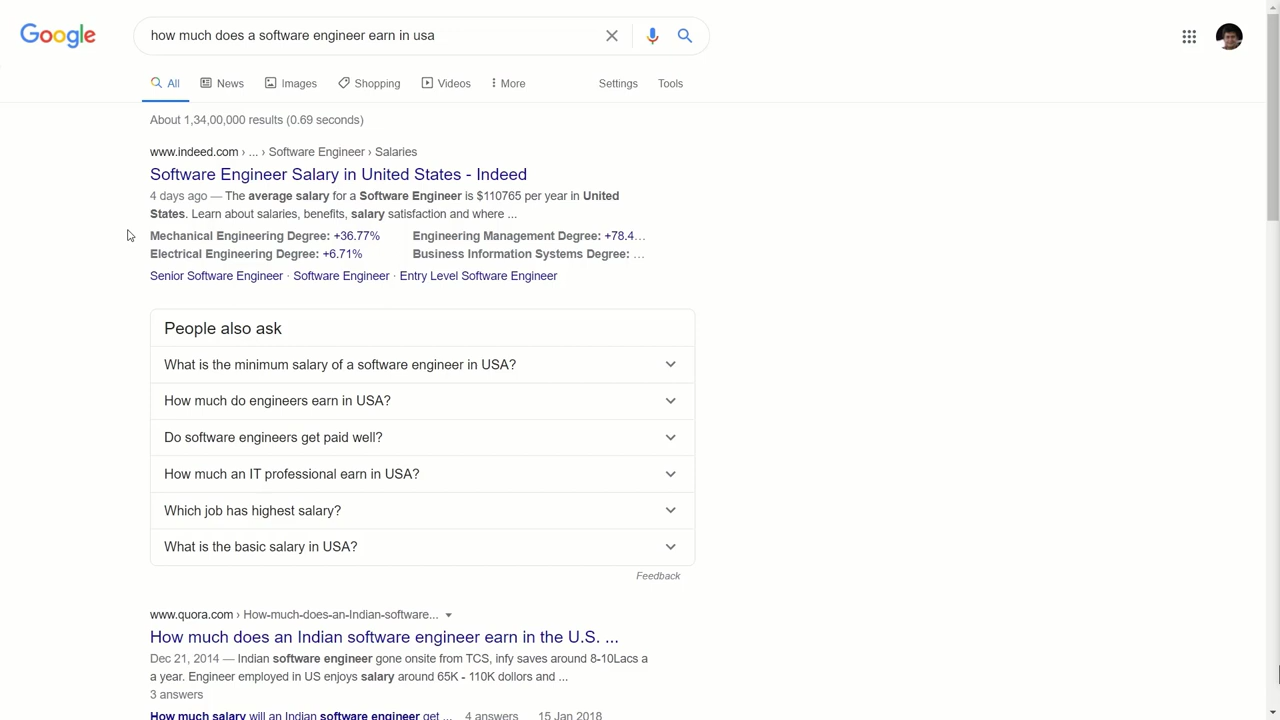 Google
how much does a software engineer earn in usa
All News Images Shopping Videos More Settings Tools
About 1,34,00,000 results (0.69 seconds)
www.indeed.com › ... › Software Engineer › Salaries
Software Engineer Salary in United States - Indeed
4 days ago — The average salary for a Software Engineer is $110765 per year in United
States. Learn about salaries, benefits, salary satisfaction and where ...
Mechanical Engineering Degree: +36.77% Engineering Management Degree: +78.4...
Electrical Engineering Degree: +6.71% Business Information Systems Degree: ...
Senior Software Engineer · Software Engineer · Entry Level Software Engineer
People also ask
What is the minimum salary of a software engineer in USA?
How much do engineers earn in USA?
Do software engineers get paid well?
How much an IT professional earn in USA?
Which job has highest salary?
What is the basic salary in USA?
Feedback
www.quora.com › How-much-does-an-Indian-software...
How much does an Indian software engineer earn in the U.S. ...
Dec 21, 2014 — Indian software engineer gone onsite from TCS, infy saves around 8-10Lacs a
a year. Engineer employed in US enjoys salary around 65K - 110K dollors and ...
3 answers
How much salary will an Indian software engineer get ... 4 answers 15 Jan 2018